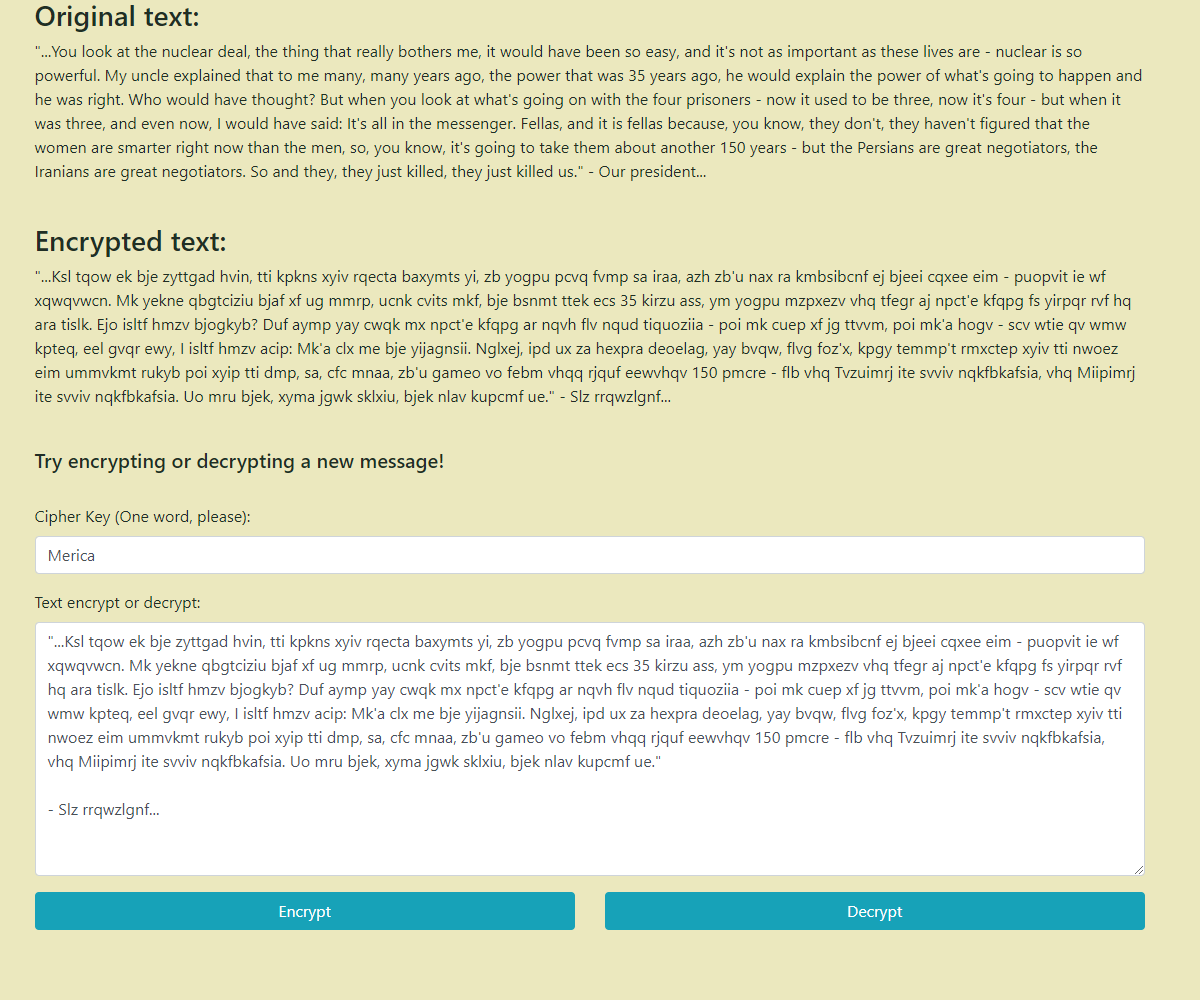 Original text:
"...You look at the nuclear deal, the thing that really bothers me, it would have been so easy, and it's not as important as these lives are - nuclear is so
powerful. My uncle explained that to me many, many years ago, the power that was 35 years ago, he would explain the power of what's going to happen and
he was right. Who would have thought? But when you look at what's going on with the four prisoners - now it used to be three, now it's four - but when it
was three, and even now, I would have said: It's all in the messenger. Fellas, and it is fellas because, you know, they don't, they haven't figured that the
women are smarter right now than the men, so, you know, it's going to take them about another 150 years - but the Persians are great negotiators, the
Iranians are great negotiators. So and they, they just killed, they just killed us." - Our president...
Encrypted text:
"...Ksl tqow ek bje zyttgad hvin, tti kpkns xyiv rqecta baxymts yi, zb yogpu pcvq fvmp sa iraa, azh zb'u nax ra kmbsibcnf ej bjeei cqxee eim - puopvit ie wf
xqwqvwcn. Mk yekne qbgtciziu bjaf xf ug mmrp, ucnk cvits mkf, bje bsnmt ttek ecs 35 kirzu ass, ym yogpu mzpxezv vhq tfegr aj npct'e kfqpg fs yirpqr rvf hq
ara tislk. Ejo isltf hmzv bjogkyb? Duf aymp yay cwqk mx npct'e kfqpg ar nqvh flv nqud tiquoziia - poi mk cuep xf jg ttvvm, poi mk'a hogv - scv wtie qv wmw
kpteq, eel gvqr ewy, I isltf hmzv acip: Mk'a clx me bje yijagnsii. Nglxej, ipd ux za hexpra deoelag, yay bvqw, flvg foz'x, kpgy temmp't rmxctep xyiv tti nwoez
eim ummvkmt rukyb poi xyip tti dmp, sa, cfc mnaa, zb'u gameo vo febm vhqq rjquf eewvhqv 150 pmcre - flb vhq Tvzuimrj ite svviv nqkfbkafsia, vhq Miipimrj
ite svviv nqkfbkafsia. Uo mru bjek, xyma jgwk sklxiu, bjek nlav kupcmf ue." - Slz rrqwzlgnf...
Try encrypting or decrypting a new message!
Cipher Key (One word, please):
Merica
Text encrypt or decrypt:
"...Ksl tqow ek bje zyttgad hvin, tti kpkns xyiv rqecta baxymts yi, zb yogpu pcvq fvmp sa iraa, azh zb'u nax ra kmbsibcnf ej bjeei cqxee eim - puopvit ie wf
xqwqvwcn. Mk yekne qbgtciziu bjaf xf ug mmrp, ucnk cvits mkf, bje bsnmt ttek ecs 35 kirzu ass, ym yogpu mzpxezv vhq tfegr aj npct'e kfqpg fs yirpqr rvf
hq ara tislk. Ejo isltf hmzv bjogkyb? Duf aymp yay cwqk mx npct'e kfqpg ar nqvh flv nqud tiquoziia - poi mk cuep xf jg ttvvm, poi mk'a hogv - scv wtie qv
wmw kpteq, eel gvqr ewy, I isltf hmzv acip: Mk'a clx me bje yijagnsii. Nglxej, ipd ux za hexpra deoelag, yay bvqw, flvg foz'x, kpgy temmp't rmxctep xyiv tti
nwoez eim ummvkmt rukyb poi xyip tti dmp, sa, cfc mnaa, zb'u gameo vo febm vhqq rjquf eewvhqv 150 pmcre - flb vhq Tvzuimrj ite svviv nqkfbkafsia,
vhq Miipimrj ite svviv nqkfbkafsia. Uo mru bjek, xyma jgwk sklxiu, bjek nlav kupcmf ue."
- Slz rrqwzlgnf...
Encrypt
Decrypt